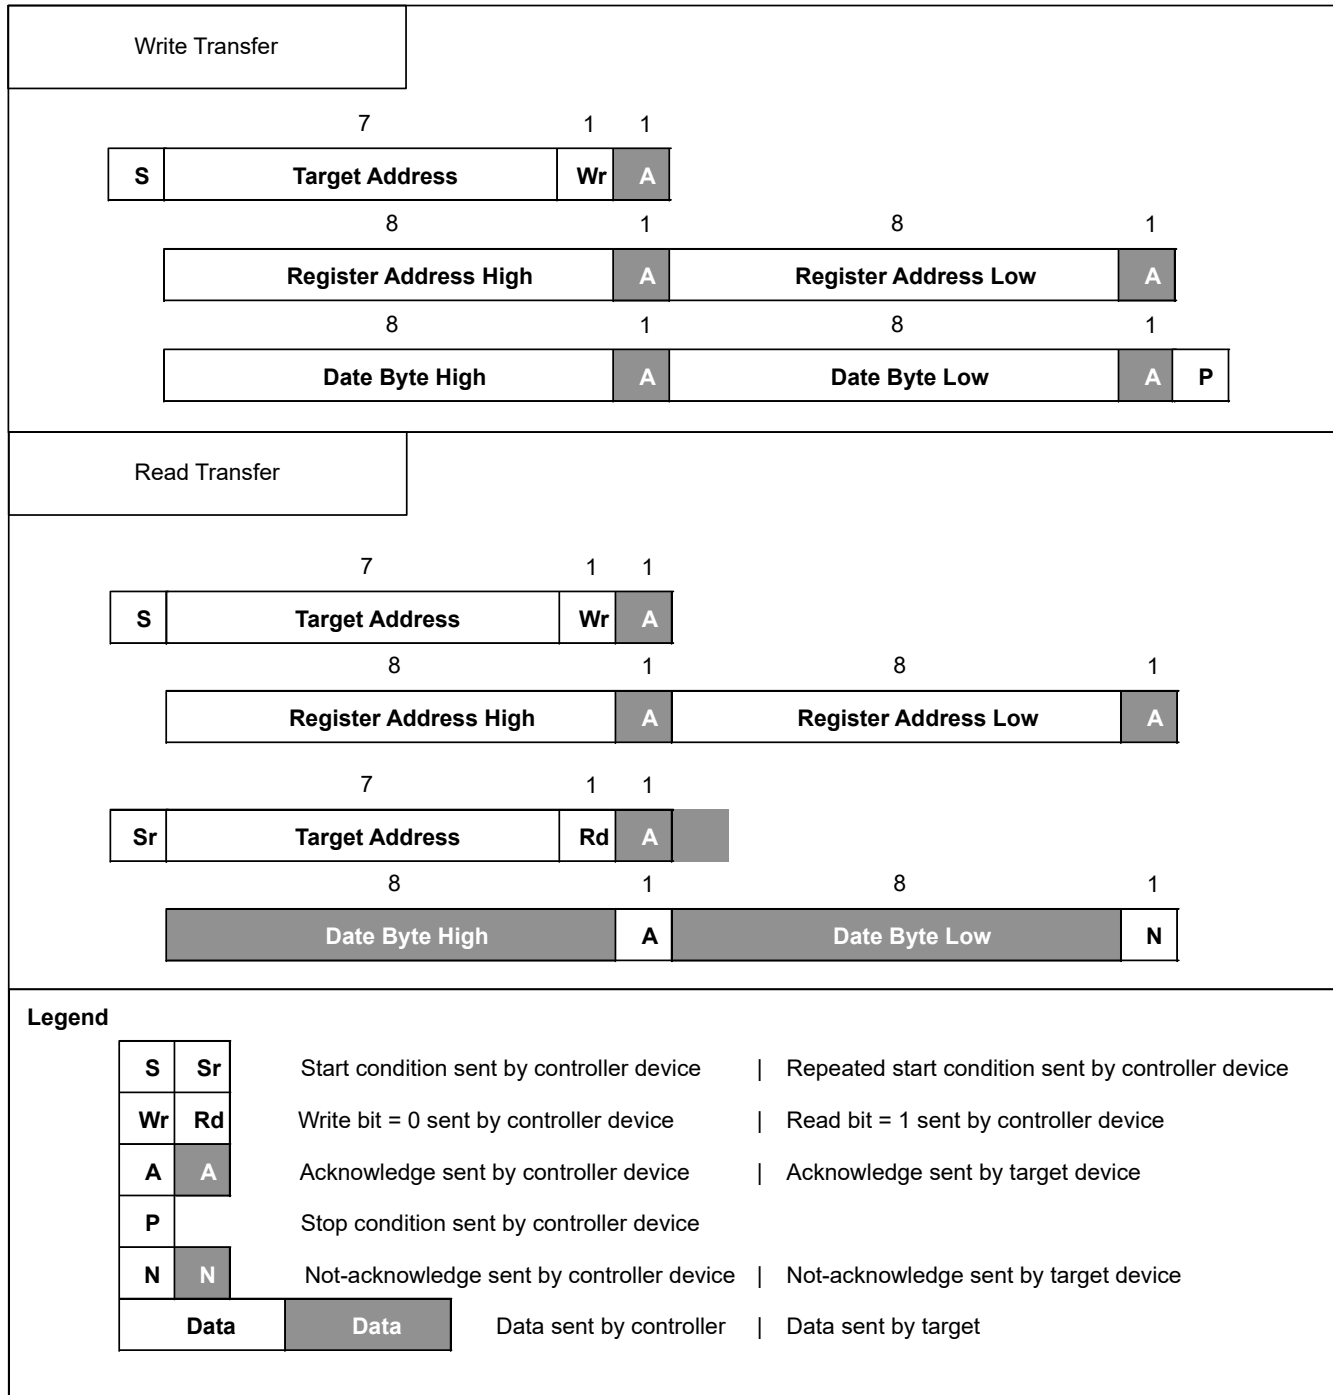 Write Transfer
7 1 1
S Target Address Wr A
8 1 8 1
Register Address High A Register Address Low A
8 1 8 1
Date Byte High A Date Byte Low A P
Read Transfer
7 1 1
S Target Address Wr A
8 1 8 1
Register Address High A Register Address Low A
7 1 1
Sr Target Address Rd A
8 1 8 1
Date Byte High A Date Byte Low N
Legend
S Sr Start condition sent by controller device | Repeated start condition sent by controller device
Wr Rd Write bit = 0 sent by controller device | Read bit = 1 sent by controller device
A A Acknowledge sent by controller device | Acknowledge sent by target device
P Stop condition sent by controller device
N N Not-acknowledge sent by controller device | Not-acknowledge sent by target device
Data Data Data sent by controller | Data sent by target